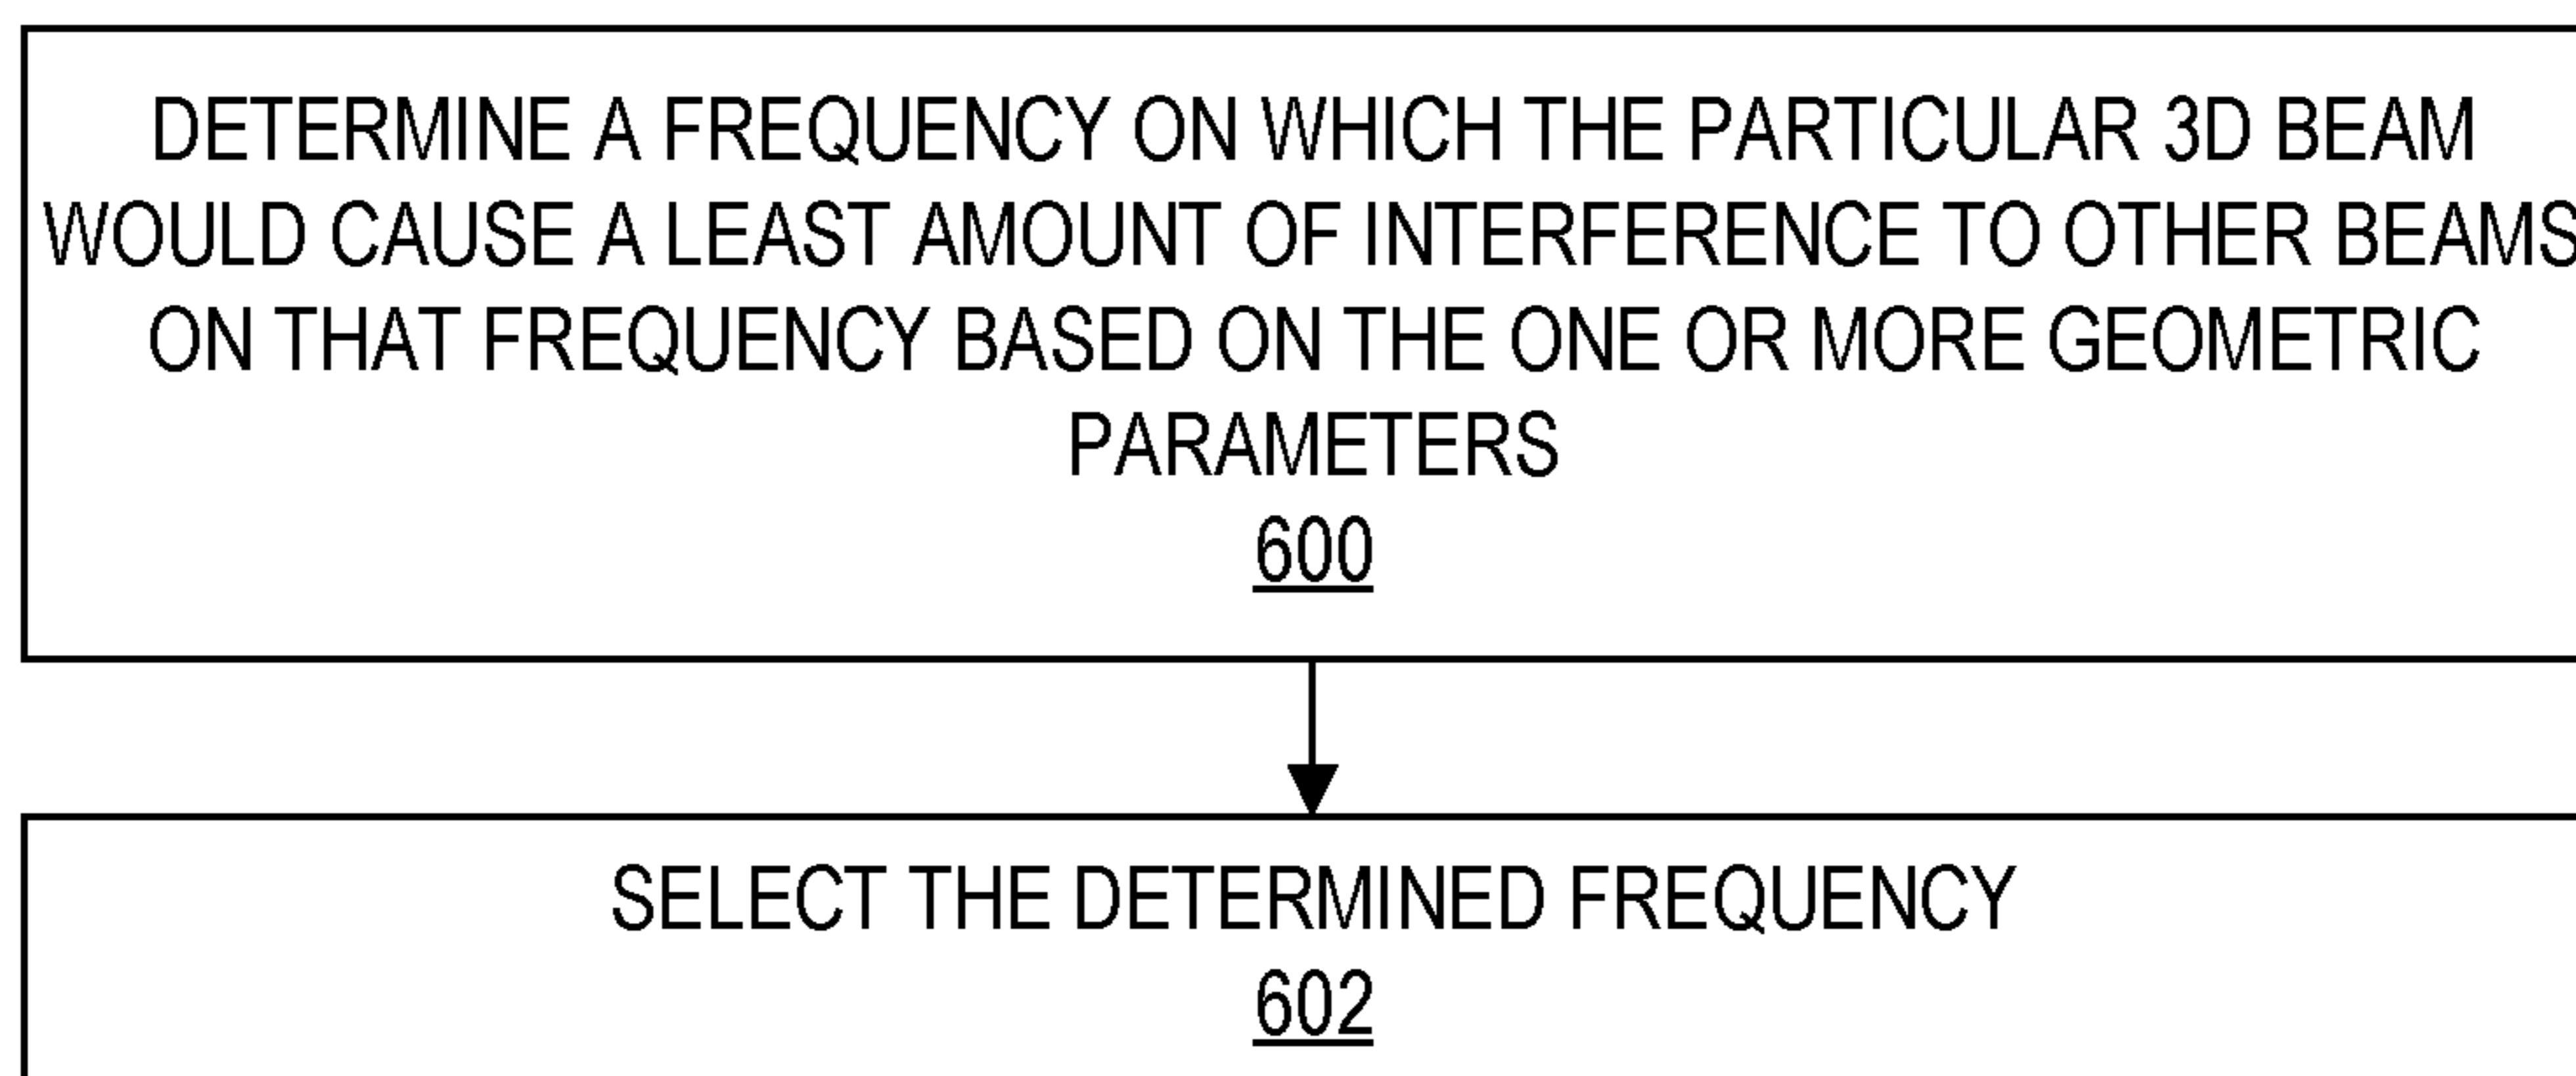 DETERMINE A FREQUENCY ON WHICH THE PARTICULAR 3D BEAM
WOULD CAUSE A LEAST AMOUNT OF INTERFERENCE TO OTHER BEAMS
ON THAT FREQUENCY BASED ON THE ONE OR MORE GEOMETRIC
PARAMETERS
600
SELECT THE DETERMINED FREQUENCY
602